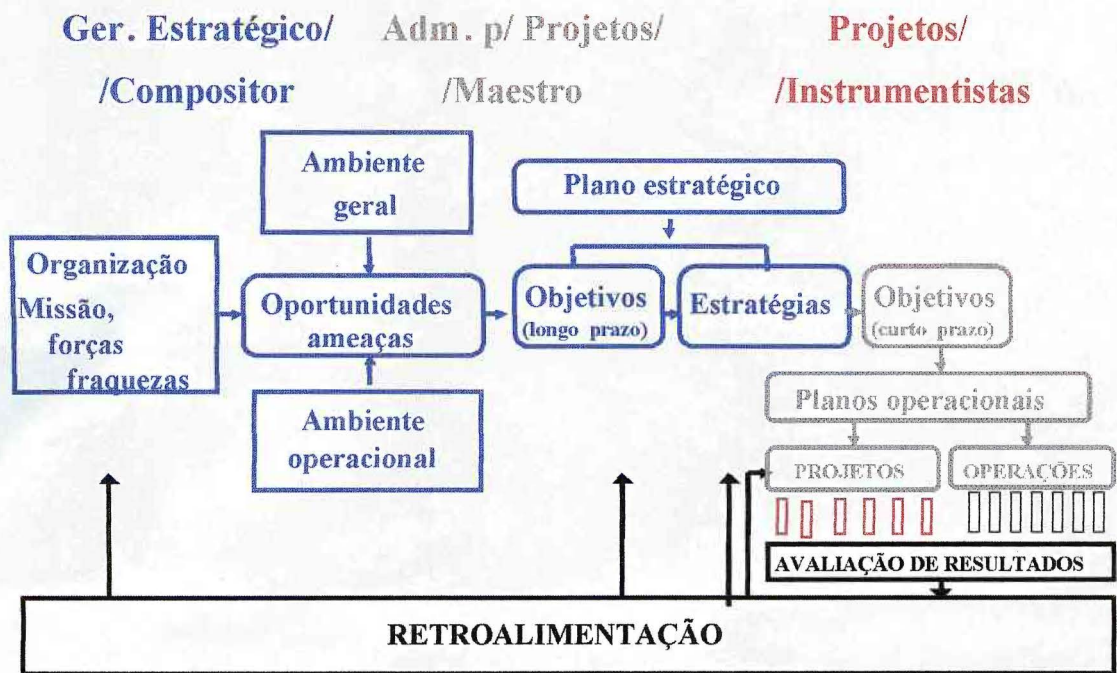 Ger. Estratégico/
/Compositor
Adm. p/ Projetos/
/Maestro
Projetos/
/Instrumentistas
Ambiente
geral
Plano estratégico
Organização
Missão,
forças
fraquezas
Oportunidades
ameaças
Objetivos
(longo prazo)
Estratégias
Objetivos
(curto prazo)
Ambiente
operacional
Planos operacionais
PROJETOS
OPERAÇÕES
AVALIAÇÃO DE RESULTADOS
RETROALIMENTAÇÃO